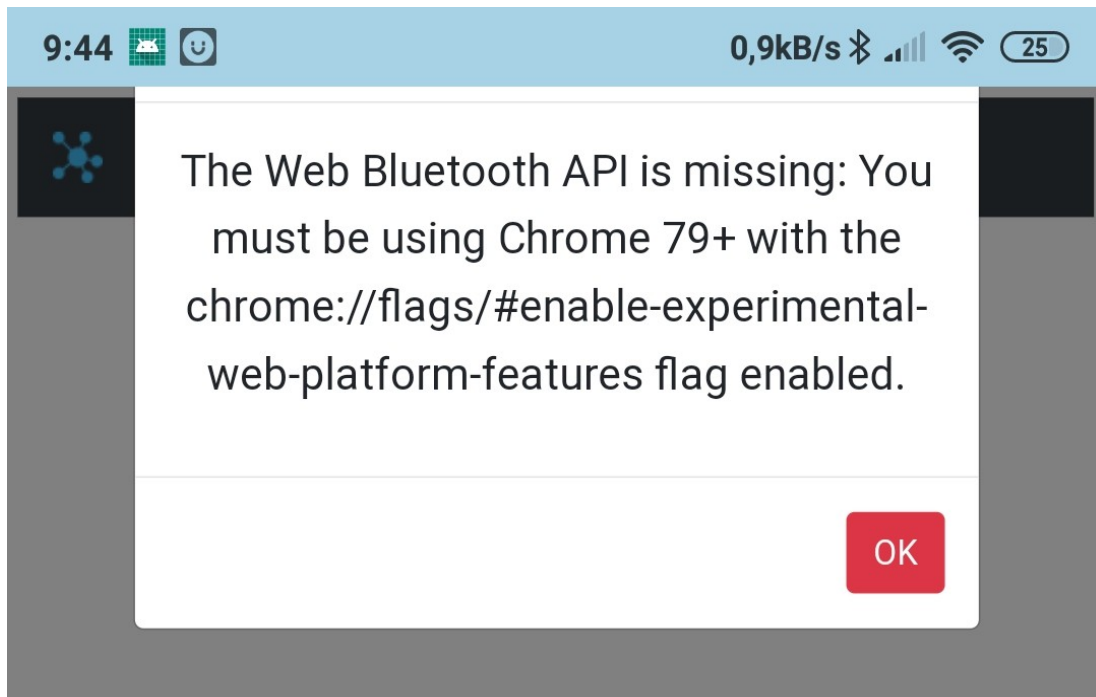 9:44 0,9kB/s 25
The Web Bluetooth API is missing: You
must be using Chrome 79+ with the
chrome://flags/#enable-experimental-
web-platform-features flag enabled.
OK